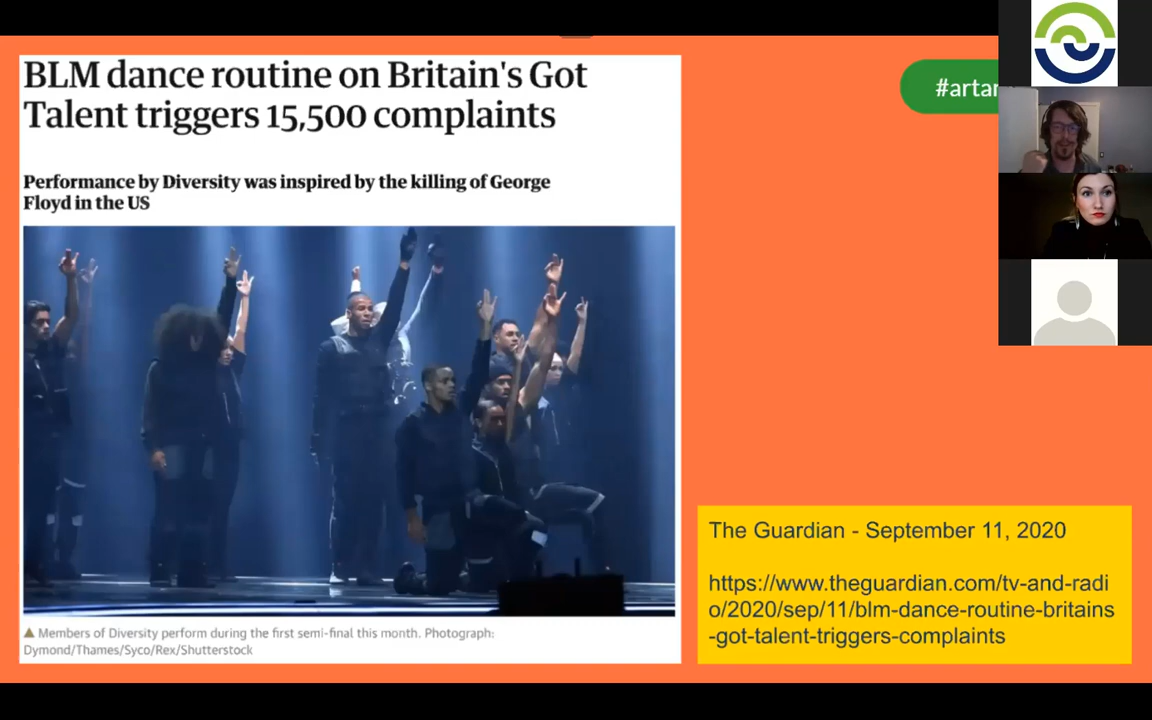 BLM dance routine on Britain's Got
Talent triggers 15,500 complaints
#artar
Performance by Diversity was inspired by the killing of George
Floyd in the US
▲ Members of Diversity perform during the first semi-final this month. Photograph:
Dymond/Thames/Syco/Rex/Shutterstock
The Guardian - September 11, 2020
https://www.theguardian.com/tv-and-radi
o/2020/sep/11/blm-dance-routine-britains
-got-talent-triggers-complaints